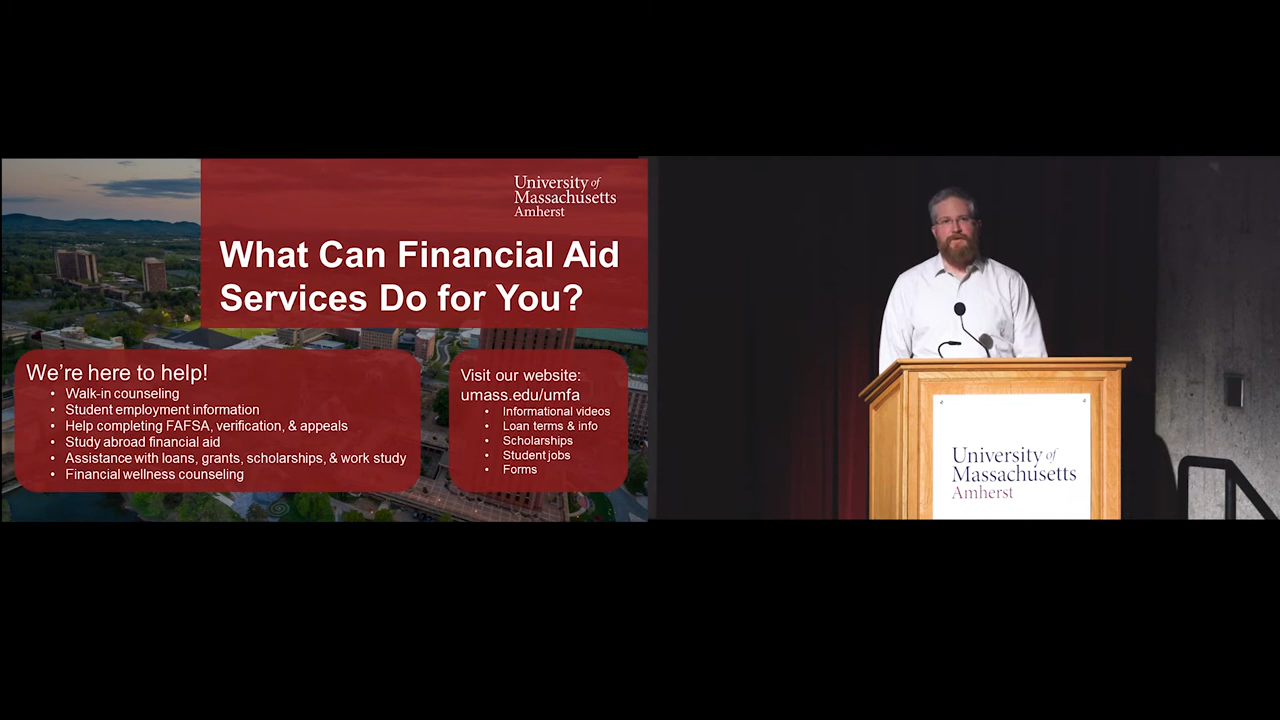 University of
Massachusetts
Amherst
What Can Financial Aid
Services Do for You?
We're here to help!
• Walk-in counseling
• Student employment information
• Help completing FAFSA, verification, & appeals
• Study abroad financial aid
• Assistance with loans, grants, scholarships, & work study
• Financial wellness counseling
Visit our website:
umass.edu/umfa
• Informational videos
• Loan terms & info
• Scholarships
• Student jobs
• Forms
University of
Massachusetts
Amherst